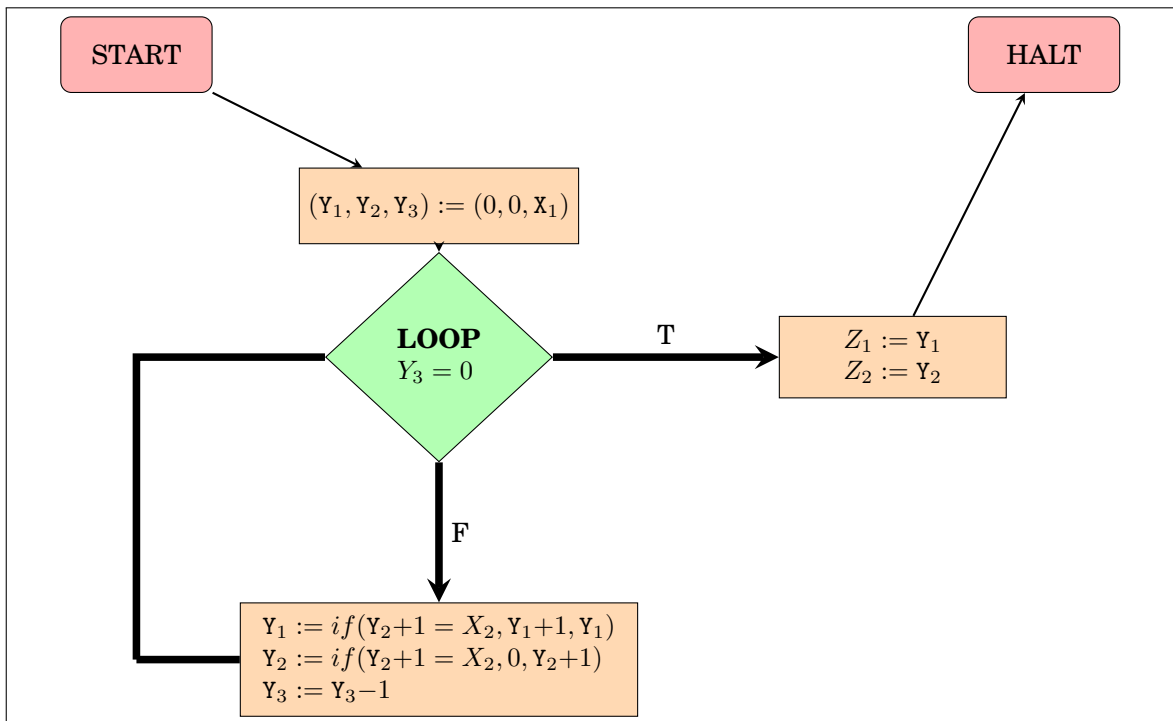 START
HALT
(Y₁, Y₂, Y₃) := (0, 0, X₁)
LOOP
Y₃ = 0
T
Z₁ := Y₁
Z₂ := Y₂
F
Y₁ := if(Y₂+1 = X₂, Y₁+1, Y₁)
Y₂ := if(Y₂+1 = X₂, 0, Y₂+1)
Y₃ := Y₃−1